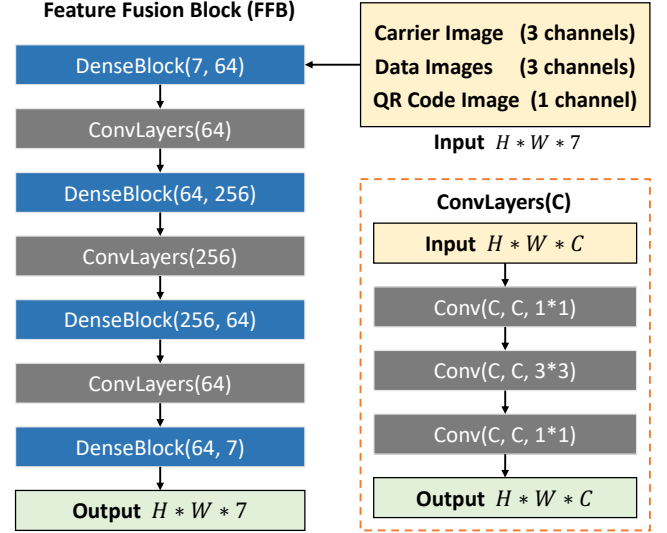 Feature Fusion Block (FFB)
DenseBlock(7, 64)
ConvLayers(64)
DenseBlock(64, 256)
ConvLayers(256)
DenseBlock(256, 64)
ConvLayers(64)
DenseBlock(64, 7)
Output H * W * 7
Carrier Image (3 channels)
Data Images (3 channels)
QR Code Image (1 channel)
Input H * W * 7
ConvLayers(C)
Input H * W * C
Conv(C, C, 1*1)
Conv(C, C, 3*3)
Conv(C, C, 1*1)
Output H * W * C